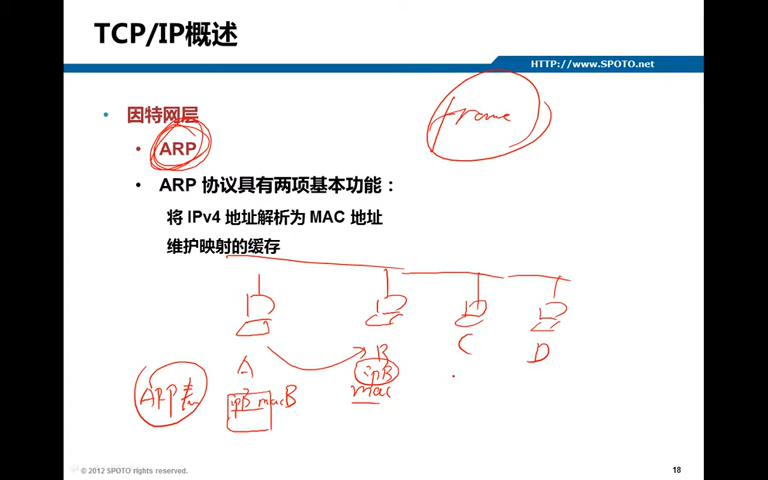 TCP/IP概述
HTTP://www.SPOTO.net
因特网层
frame
ARP
ARP 协议具有两项基本功能：
将 IPv4 地址解析为 MAC 地址
维护映射的缓存
A
B
C
D
ipB
mac
ARP表
ipB macB
© 2012 SPOTO rights reserved.
18